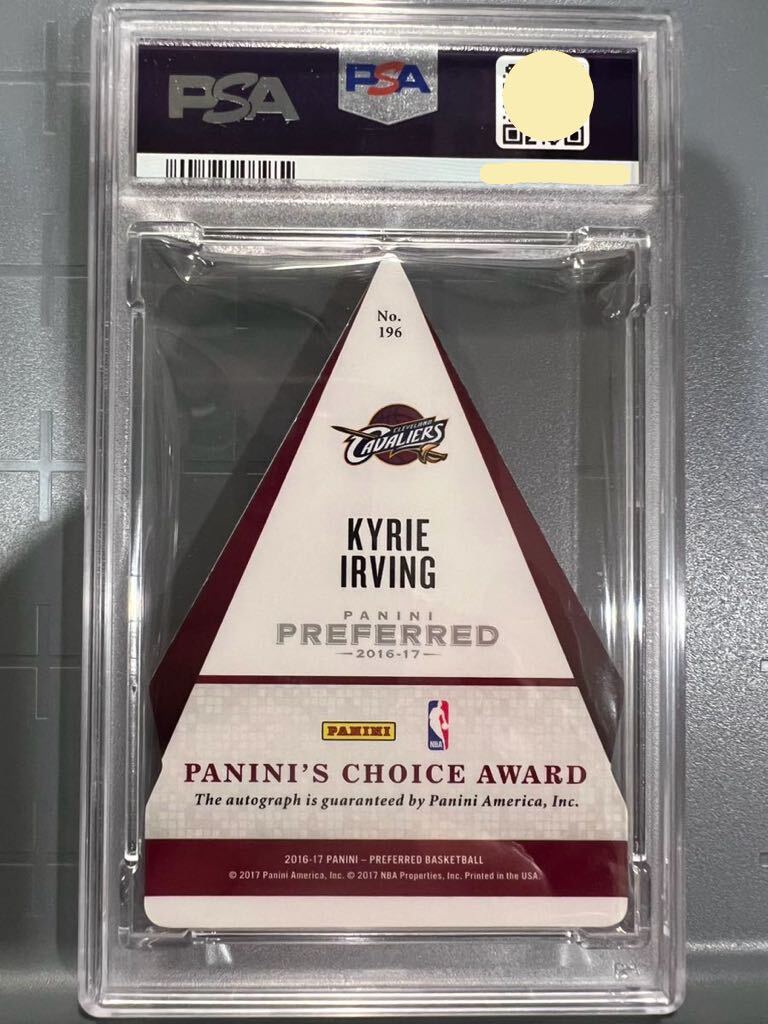 PSA
PSA
No.
196
CLEVELAND
CAVALIERS
KYRIE
IRVING
PANINI
PREFERRED
2016-17
PANINI
NBA
PANINI'S CHOICE AWARD
The autograph is guaranteed by Panini America, Inc.
2016-17 PANINI – PREFERRED BASKETBALL
© 2017 Panini America, Inc. © 2017 NBA Properties, Inc. Printed in the USA.